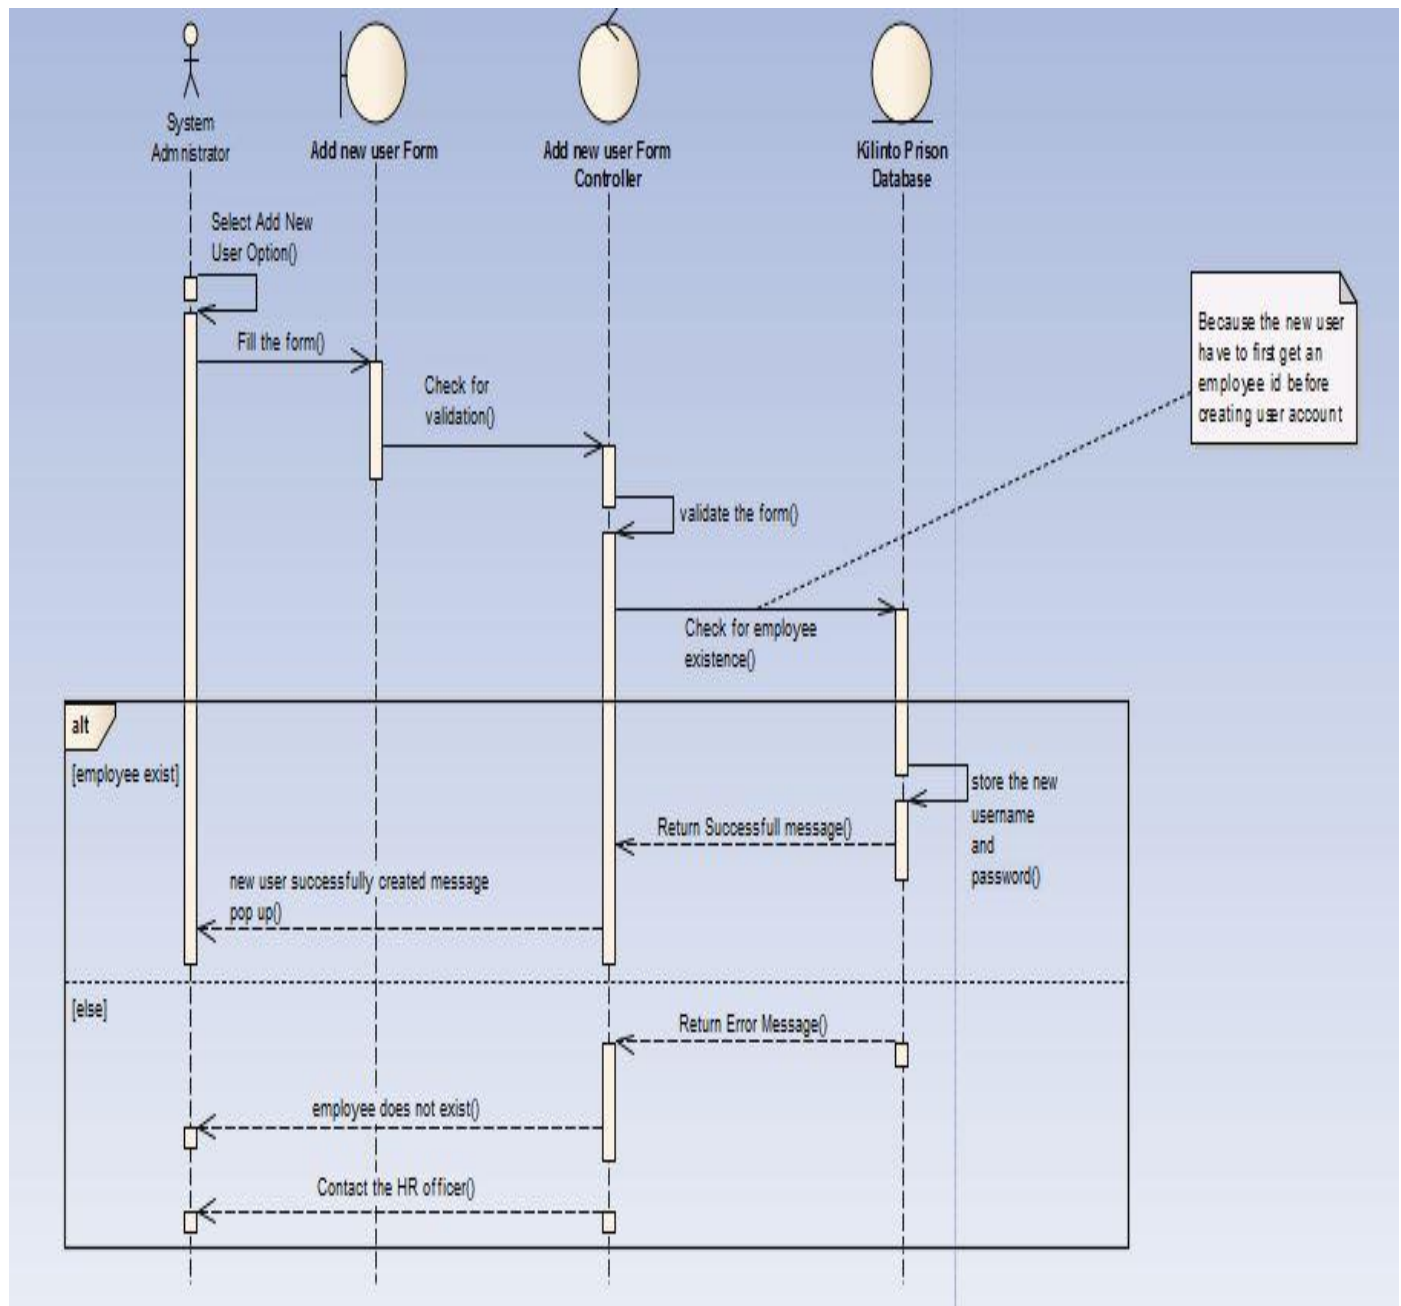 System
Admnistrator
Add new user Form
Add new user Form
Controller
Kilinto Prison
Database
Select Add New
User Option()
Fill the form()
Check for
validation()
Because the new user
have to first get an
employee id before
creating user account
validate the form()
Check for employee
existence()
alt
[employee exist]
store the new
username
and
password()
Return Successfull message()
new user successfully created message
pop up()
[else]
Return Error Message()
employee does not exist()
Contact the HR officer()